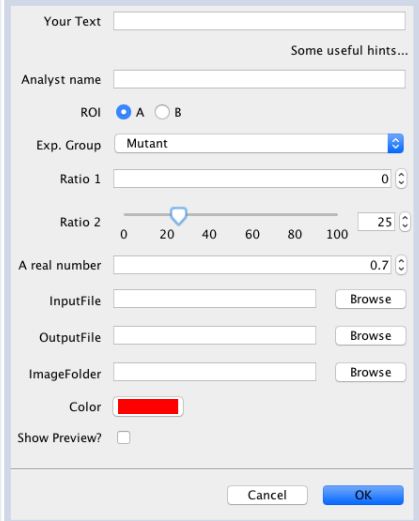 Your Text
Some useful hints...
Analyst name
ROI A B
Exp. Group Mutant
Ratio 1 0
Ratio 2 25
0 20 40 60 80 100
A real number 0.7
InputFile Browse
OutputFile Browse
ImageFolder Browse
Color
Show Preview?
Cancel OK